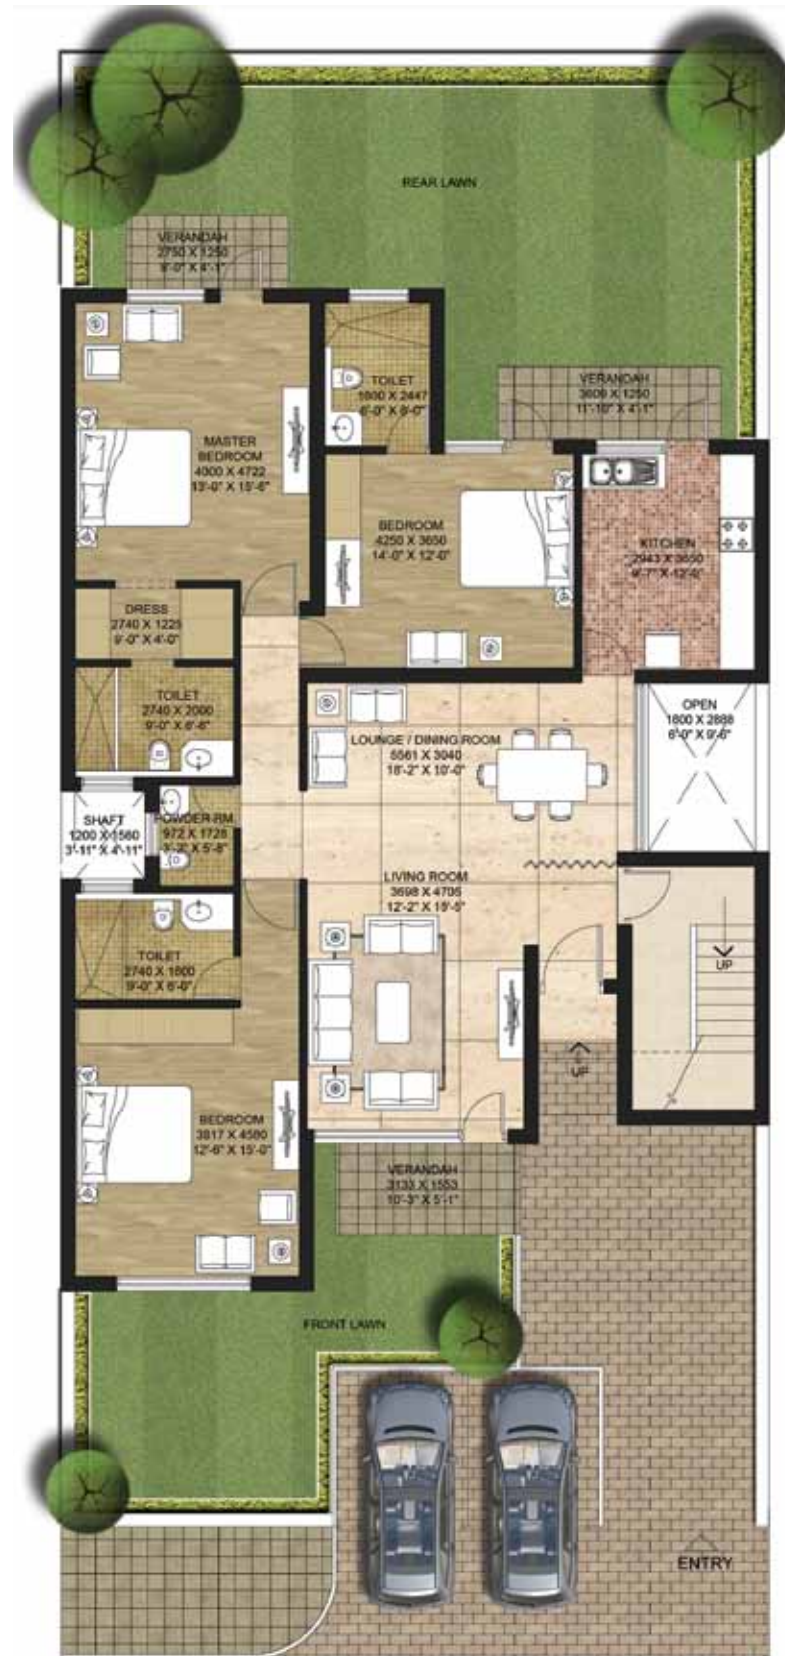 REAR LAWN
VERANDAH
2750 X 1250
9'-0" X 4'-1"
TOILET
1800 X 2447
6'-0" X 8'-0"
VERANDAH
3609 X 1250
11'-10" X 4'-1"
MASTER
BEDROOM
4000 X 4722
13'-0" X 15'-6"
BEDROOM
4250 X 3650
14'-0" X 12'-0"
KITCHEN
2943 X 3650
9'-7" X 12'-0"
DRESS
2740 X 1225
9'-0" X 4'-0"
TOILET
2740 X 2000
9'-0" X 6'-6"
OPEN
1800 X 2888
6'-0" X 9'-6"
LOUNGE / DINING ROOM
5561 X 3040
18'-2" X 10'-0"
SHAFT
1200 X 1560
3'-11" X 4'-11"
POWDER RM.
972 X 1728
3'-2" X 5'-8"
LIVING ROOM
3698 X 4705
12'-2" X 15'-5"
TOILET
2740 X 1800
9'-0" X 6'-0"
UP
UP
BEDROOM
3817 X 4580
12'-6" X 15'-0"
VERANDAH
3133 X 1553
10'-3" X 5'-1"
FRONT LAWN
ENTRY